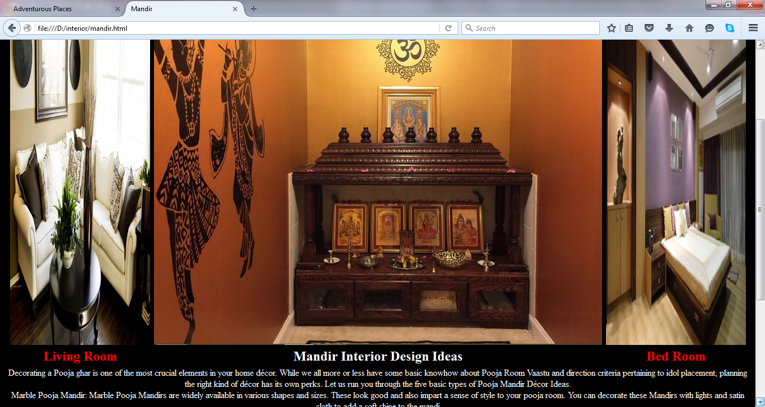 Adventurous Places
Mandir
file:///D:/interior/mandir.html
Search
ॐ
Living Room
Mandir Interior Design Ideas
Bed Room
Decorating a Pooja ghar is one of the most crucial elements in your home décor. While we all more or less have some basic knowhow about Pooja Room Vaastu and direction criteria pertaining to idol placement, planning
the right kind of décor has its own perks. Let us run you through the five basic types of Pooja Mandir Décor Ideas.
Marble Pooja Mandir: Marble Pooja Mandirs are widely available in various shapes and sizes. These look good and also impart a sense of style to your pooja room. You can decorate these Mandirs with lights and satin
cloth to add a soft shine to the mandi